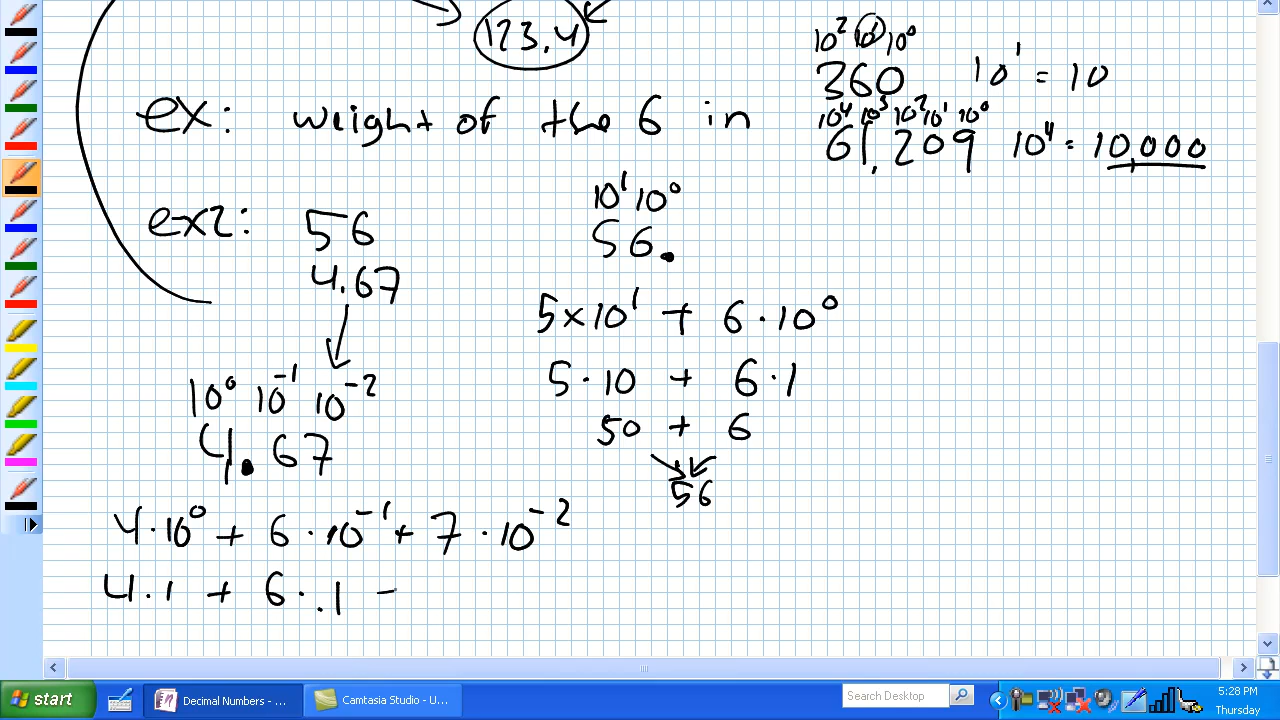 123.4
10² 10¹ 10⁰
360 10¹ = 10
ex: weight of the 6 in
10⁴ 10³ 10² 10¹ 10⁰
61,209 10⁴ = 10,000
ex2: 56
4.67
10¹ 10⁰
56.
5×10¹ + 6·10⁰
5·10 + 6·1
50 + 6
56
10⁰ 10⁻¹ 10⁻²
4.67
4·10⁰ + 6·10⁻¹ + 7·10⁻²
4·1 + 6·.1 -
start
Decimal Numbers - ...
Camtasia Studio - U...
Search Desktop
5:28 PM
Thursday